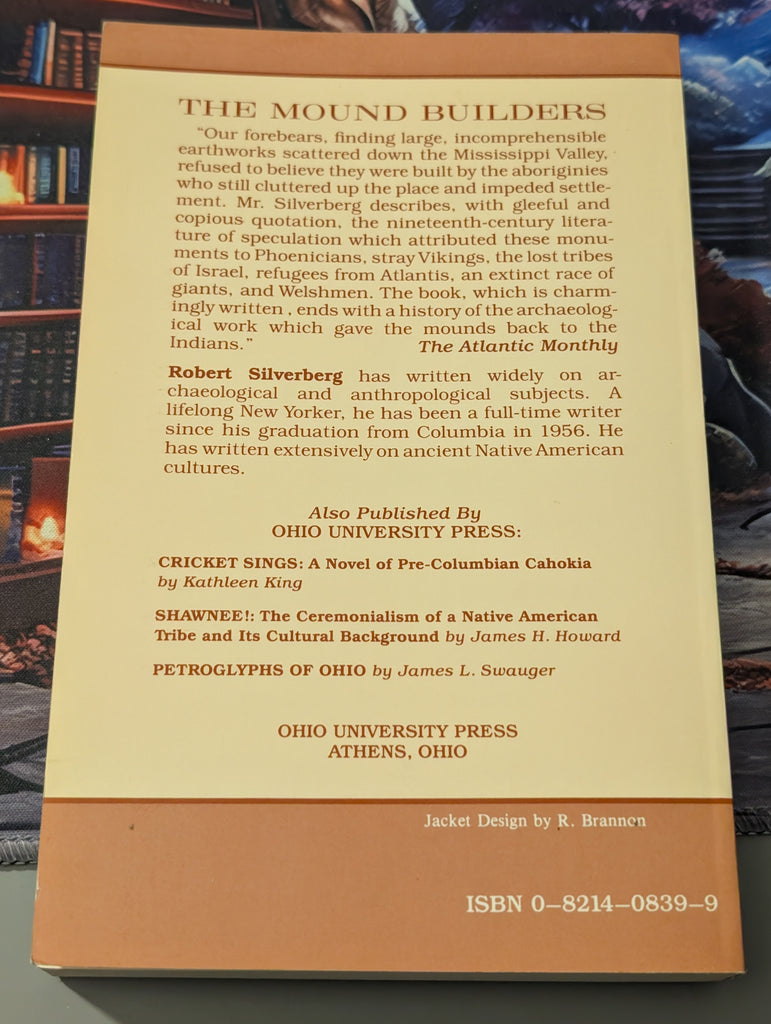 THE MOUND BUILDERS
"Our forebears, finding large, incomprehensible
earthworks scattered down the Mississippi Valley,
refused to believe they were built by the aboriginies
who still cluttered up the place and impeded settle-
ment. Mr. Silverberg describes, with gleeful and
copious quotation, the nineteenth-century litera-
ture of speculation which attributed these monu-
ments to Phoenicians, stray Vikings, the lost tribes
of Israel, refugees from Atlantis, an extinct race of
giants, and Welshmen. The book, which is charm-
ingly written , ends with a history of the archaeolog-
ical work which gave the mounds back to the
Indians." The Atlantic Monthly
Robert Silverberg has written widely on ar-
chaeological and anthropological subjects. A
lifelong New Yorker, he has been a full-time writer
since his graduation from Columbia in 1956. He
has written extensively on ancient Native American
cultures.
Also Published By
OHIO UNIVERSITY PRESS:
CRICKET SINGS: A Novel of Pre-Columbian Cahokia
by Kathleen King
SHAWNEE!: The Ceremonialism of a Native American
Tribe and Its Cultural Background by James H. Howard
PETROGLYPHS OF OHIO by James L. Swauger
OHIO UNIVERSITY PRESS
ATHENS, OHIO
Jacket Design by R. Brannon
ISBN 0–8214–0839–9